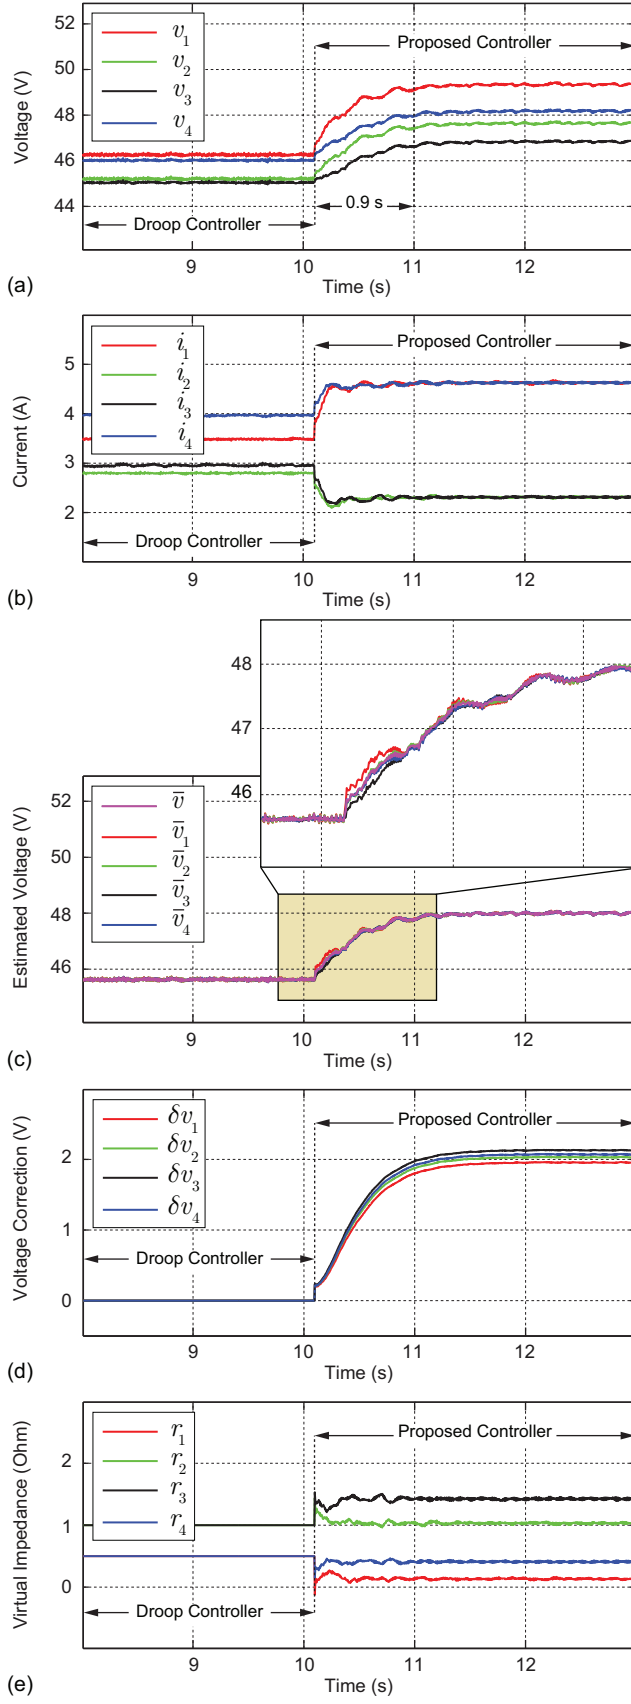 52
50
48
46
44
Voltage (V)
v1
v2
v3
v4
Proposed Controller
0.9 s
Droop Controller
9 10 11 12
(a)
Time (s)
5
4
3
2
Current (A)
i1
i2
i3
i4
Proposed Controller
Droop Controller
9 10 11 12
(b)
Time (s)
48
47
46
52
50
48
46
Estimated Voltage (V)
v̅
v̅1
v̅2
v̅3
v̅4
9 10 11 12
(c)
Time (s)
2
1
0
Voltage Correction (V)
δv1
δv2
δv3
δv4
Proposed Controller
Droop Controller
9 10 11 12
(d)
Time (s)
2
1
0
Virtual Impedance (Ohm)
r1
r2
r3
r4
Proposed Controller
Droop Controller
9 10 11 12
(e)
Time (s)